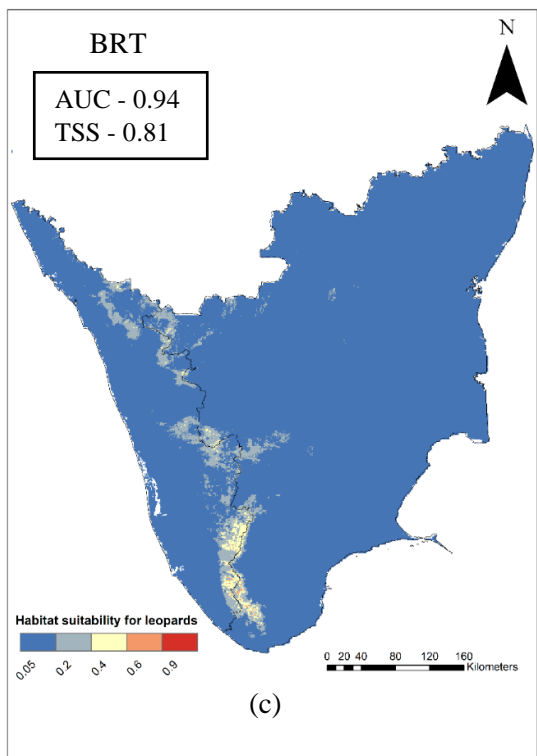 BRT
N
AUC - 0.94
TSS - 0.81
Habitat suitability for leopards
0.05 0.2 0.4 0.6 0.9
0 20 40 80 120 160
Kilometers
(c)